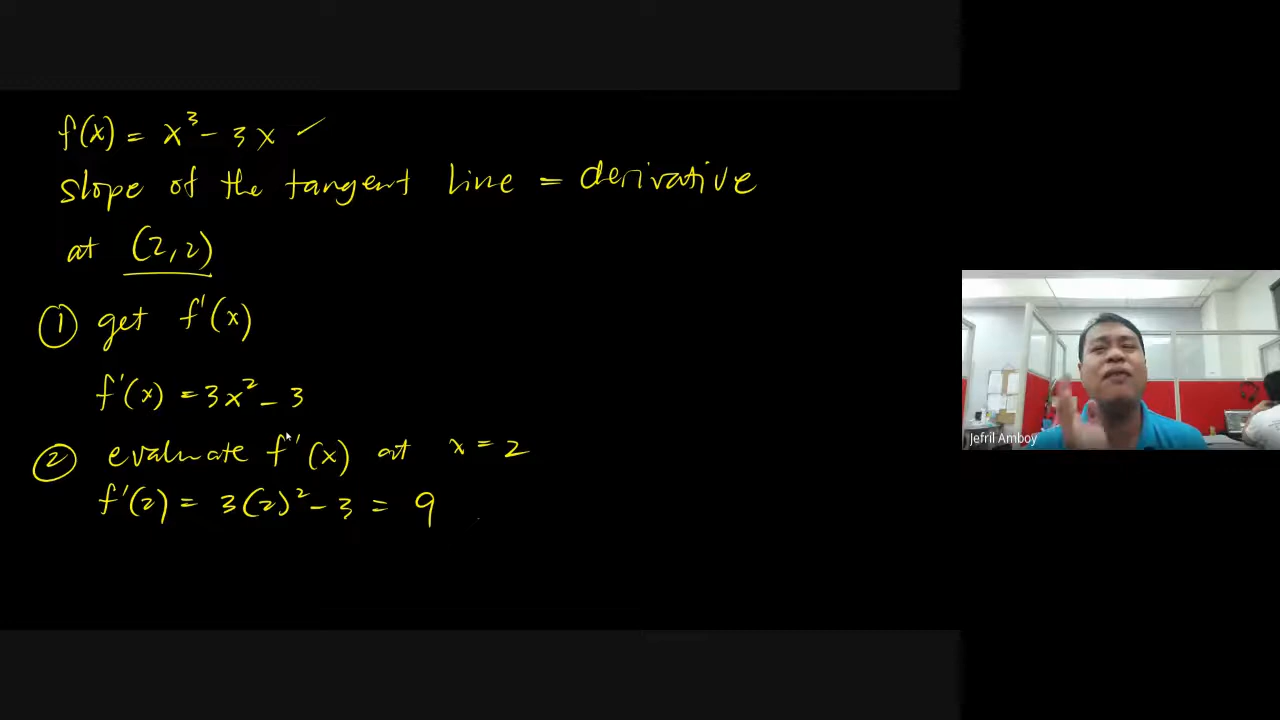 f(x) = x³ - 3x ✓
slope of the tangent line = derivative
at (2,2)
① get f'(x)
f'(x) = 3x² - 3
② evaluate f'(x) at x = 2
f'(2) = 3(2)² - 3 = 9
Jefril Amboy